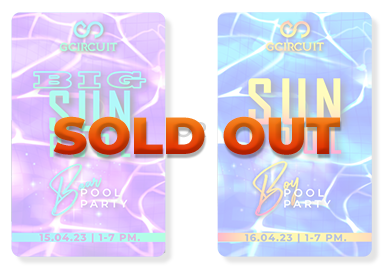 GCIRCUIT
BIG
SUN
Bear
POOL
PARTY
15.04.23 | 1-7 PM.
GCIRCUIT
SUN
Boy
POOL
PARTY
16.04.23 | 1-7 PM.
SOLD OUT